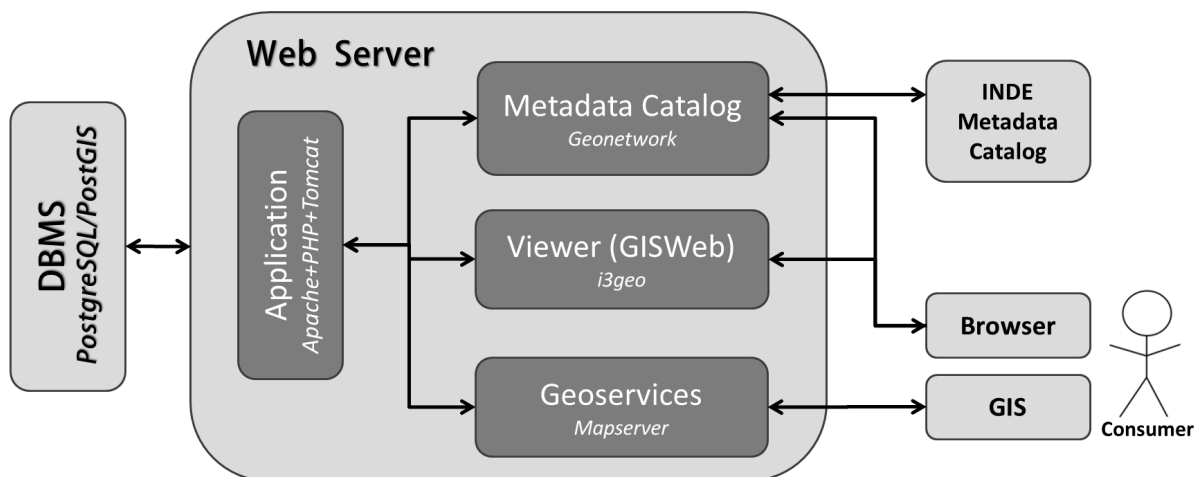 Web Server
DBMS
PostgreSQL/PostGIS
Application
Apache+PHP+Tomcat
Metadata Catalog
Geonetwork
Viewer (GISWeb)
i3geo
Geoservices
Mapserver
INDE
Metadata
Catalog
Browser
GIS
Consumer